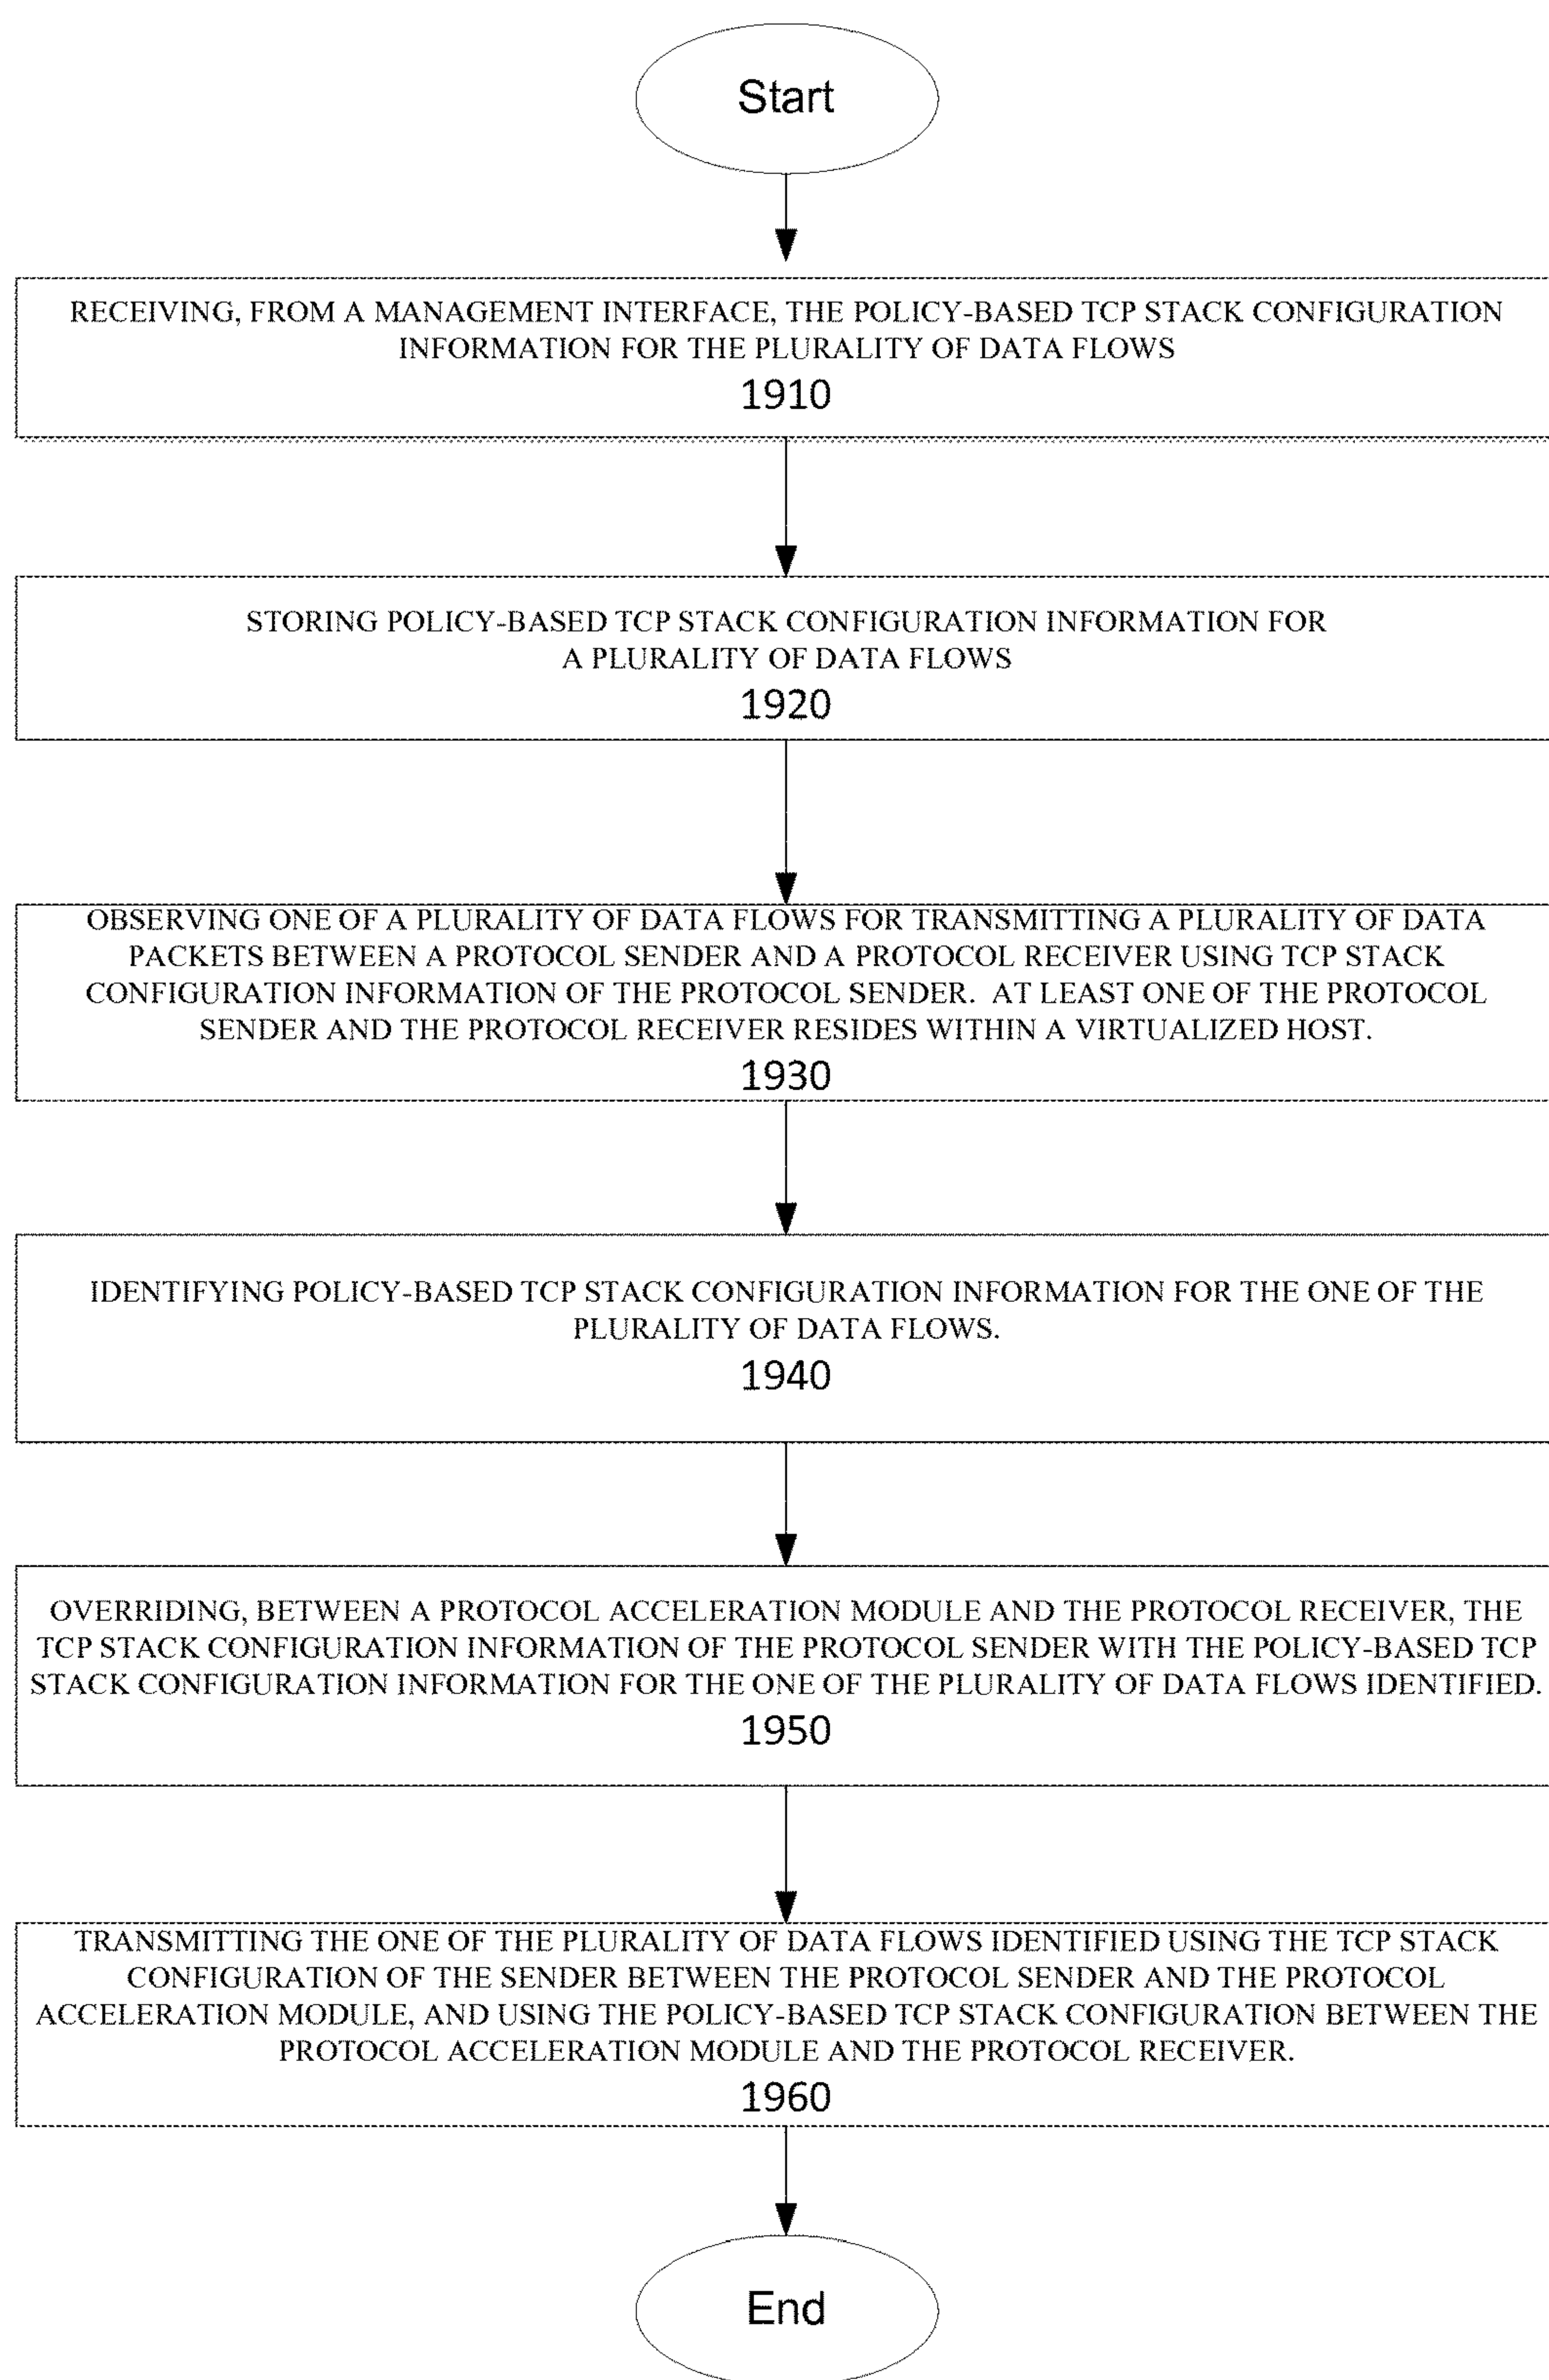 Start
RECEIVING, FROM A MANAGEMENT INTERFACE, THE POLICY-BASED TCP STACK CONFIGURATION
INFORMATION FOR THE PLURALITY OF DATA FLOWS
1910
STORING POLICY-BASED TCP STACK CONFIGURATION INFORMATION FOR
A PLURALITY OF DATA FLOWS
1920
OBSERVING ONE OF A PLURALITY OF DATA FLOWS FOR TRANSMITTING A PLURALITY OF DATA
PACKETS BETWEEN A PROTOCOL SENDER AND A PROTOCOL RECEIVER USING TCP STACK
CONFIGURATION INFORMATION OF THE PROTOCOL SENDER. AT LEAST ONE OF THE PROTOCOL
SENDER AND THE PROTOCOL RECEIVER RESIDES WITHIN A VIRTUALIZED HOST.
1930
IDENTIFYING POLICY-BASED TCP STACK CONFIGURATION INFORMATION FOR THE ONE OF THE
PLURALITY OF DATA FLOWS.
1940
OVERRIDING, BETWEEN A PROTOCOL ACCELERATION MODULE AND THE PROTOCOL RECEIVER, THE
TCP STACK CONFIGURATION INFORMATION OF THE PROTOCOL SENDER WITH THE POLICY-BASED TCP
STACK CONFIGURATION INFORMATION FOR THE ONE OF THE PLURALITY OF DATA FLOWS IDENTIFIED.
1950
TRANSMITTING THE ONE OF THE PLURALITY OF DATA FLOWS IDENTIFIED USING THE TCP STACK
CONFIGURATION OF THE SENDER BETWEEN THE PROTOCOL SENDER AND THE PROTOCOL
ACCELERATION MODULE, AND USING THE POLICY-BASED TCP STACK CONFIGURATION BETWEEN THE
PROTOCOL ACCELERATION MODULE AND THE PROTOCOL RECEIVER.
1960
End